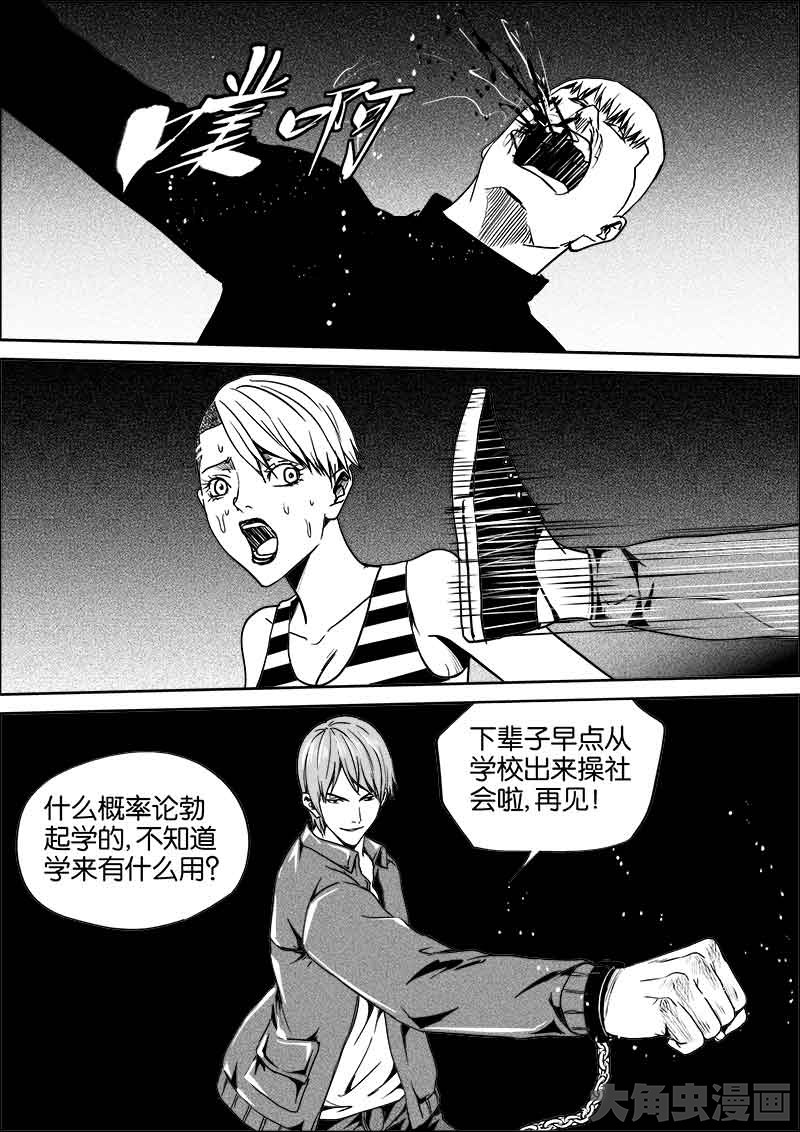 噗啊
什么概率论勃
起学的,不知道
学来有什么用?
下辈子早点从
学校出来操社
会啦,再见!
大角虫漫画